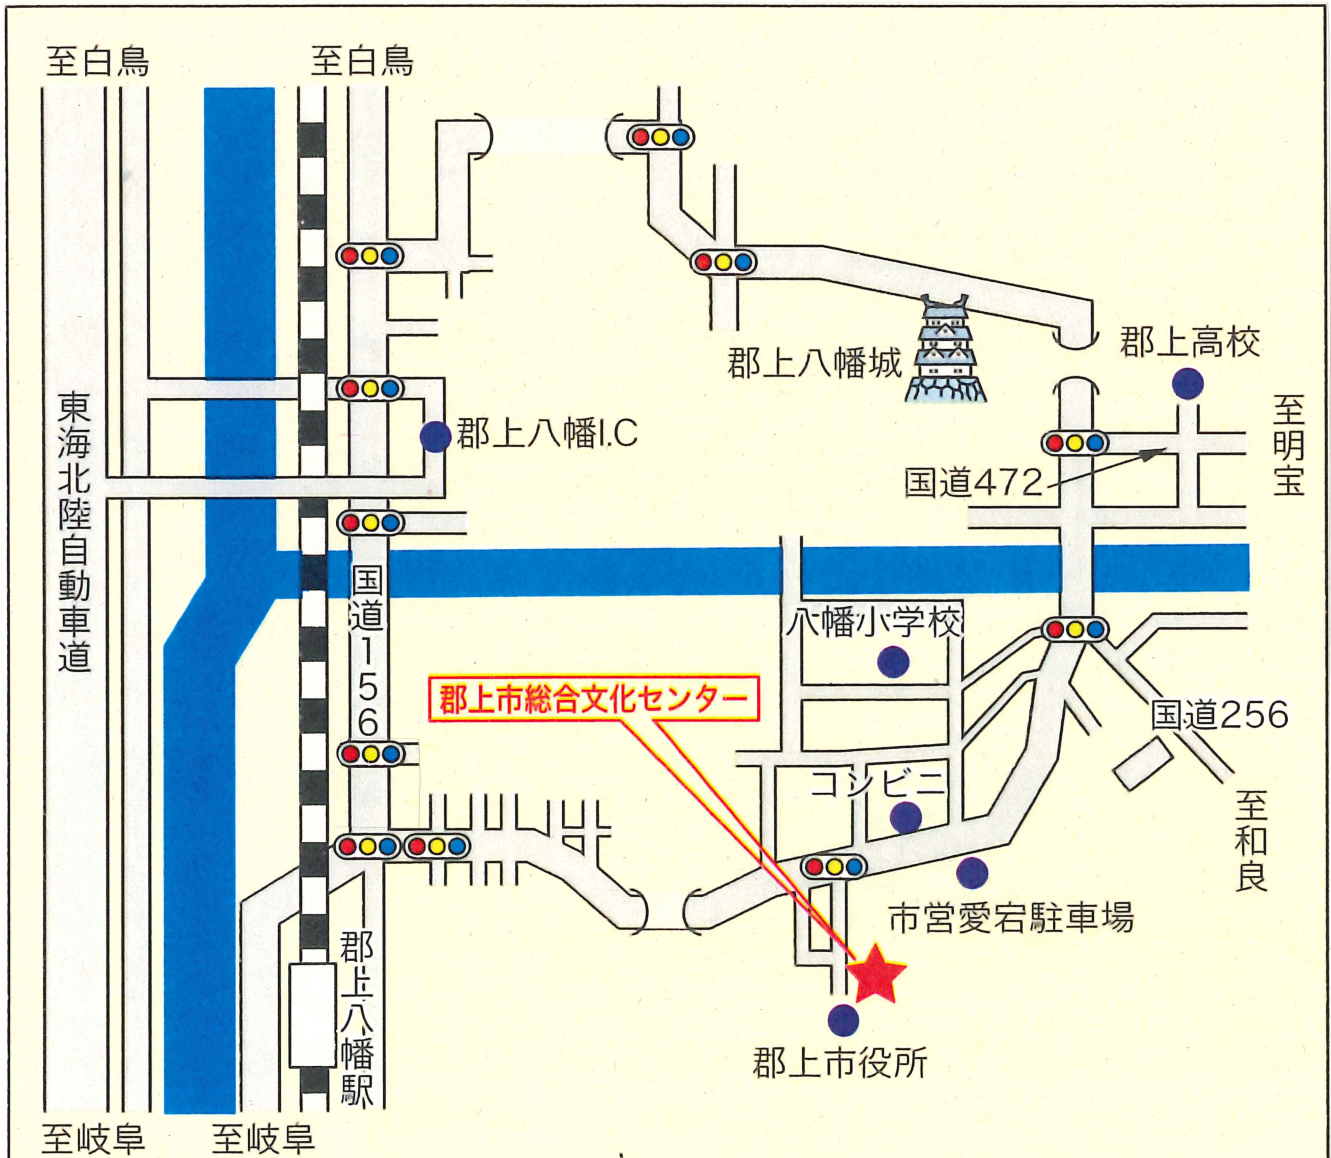 至白鳥
至白鳥
郡上高校
郡上八幡城
東海北陸自動車道
至明宝
郡上八幡I.C
国道472
国道156
八幡小学校
郡上市総合文化センター
国道256
コンビニ
至和良
市営愛宕駐車場
郡上八幡駅
郡上市役所
至岐阜
至岐阜